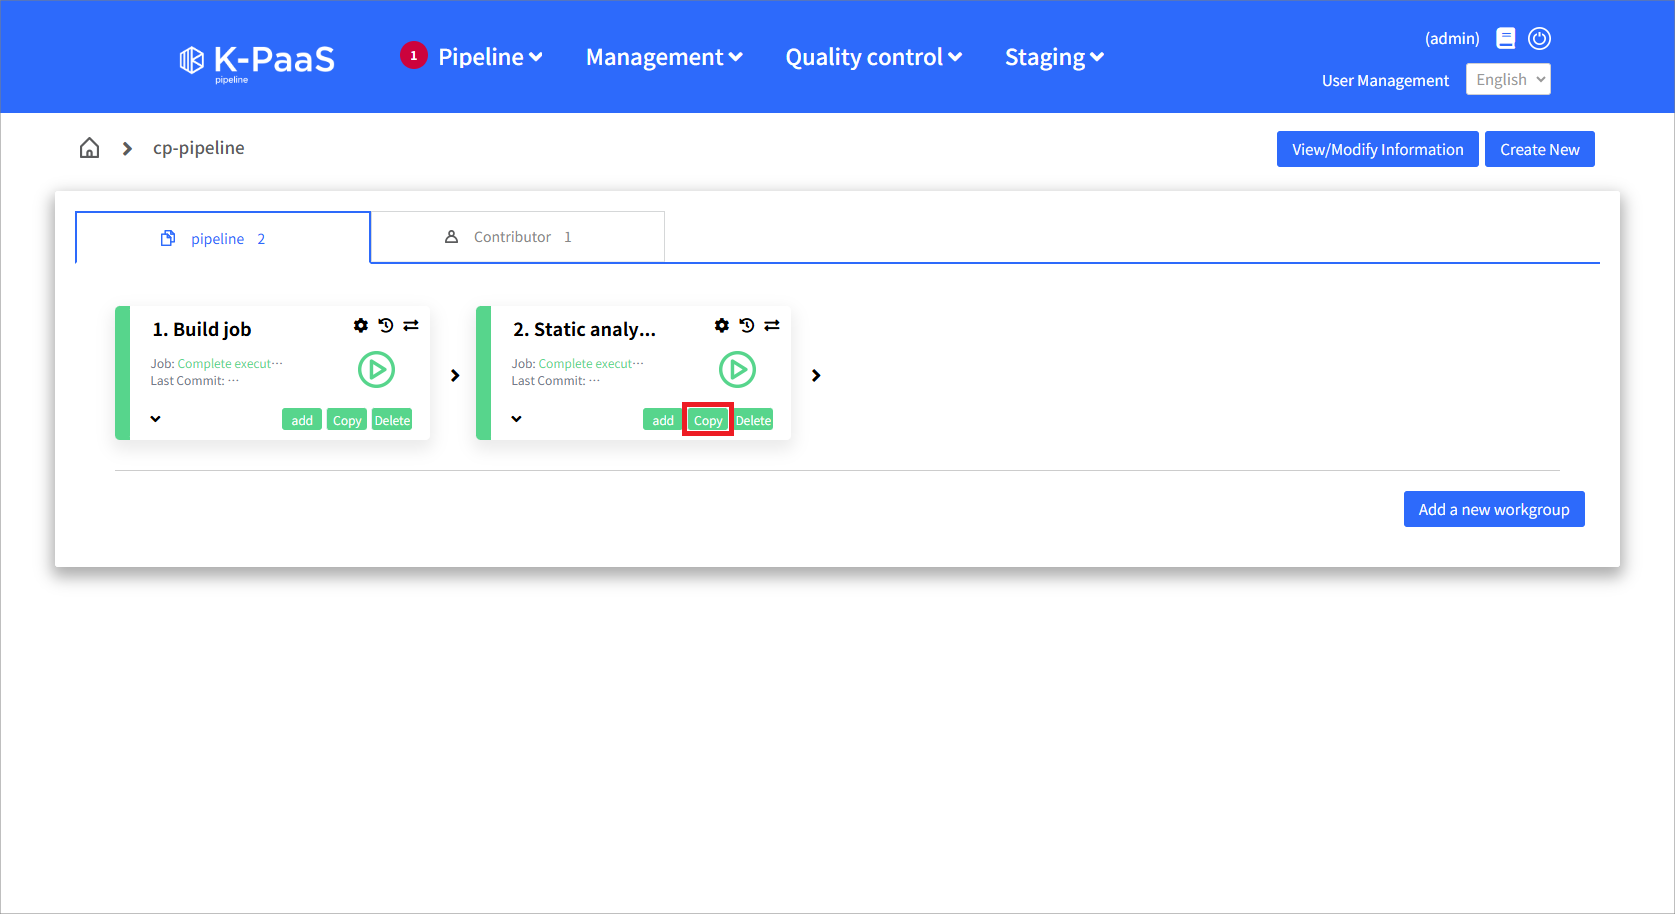 K-PaaS
pipeline
1
Pipeline
Management
Quality control
Staging
(admin)
User Management
English
cp-pipeline
View/Modify Information
Create New
pipeline 2
Contributor 1
1. Build job
Job: Complete execut···
Last Commit: ···
add Copy Delete
2. Static analy...
Job: Complete execut···
Last Commit: ···
add Copy Delete
Add a new workgroup